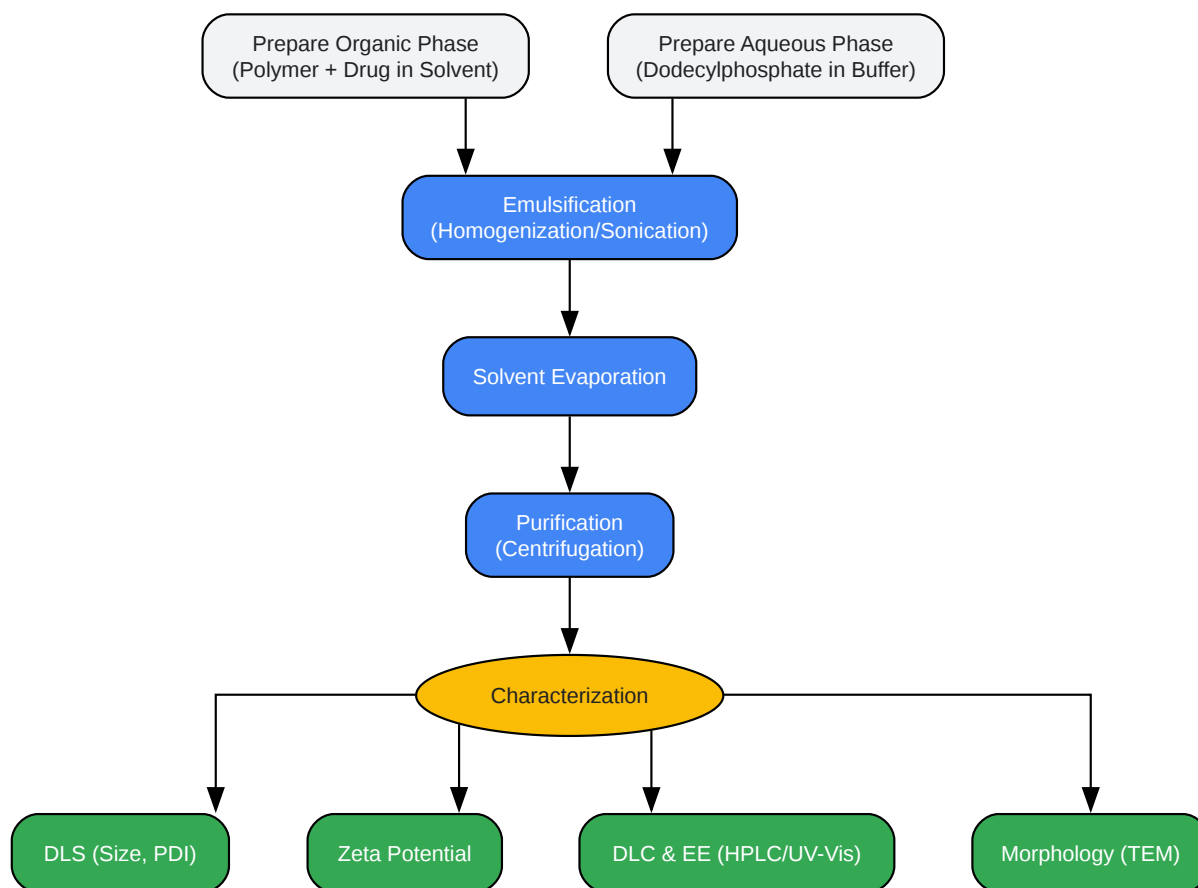 Prepare Organic Phase
(Polymer + Drug in Solvent)
Prepare Aqueous Phase
(Dodecylphosphate in Buffer)
Emulsification
(Homogenization/Sonication)
Solvent Evaporation
Purification
(Centrifugation)
Characterization
DLS (Size, PDI)
Zeta Potential
DLC & EE (HPLC/UV-Vis)
Morphology (TEM)